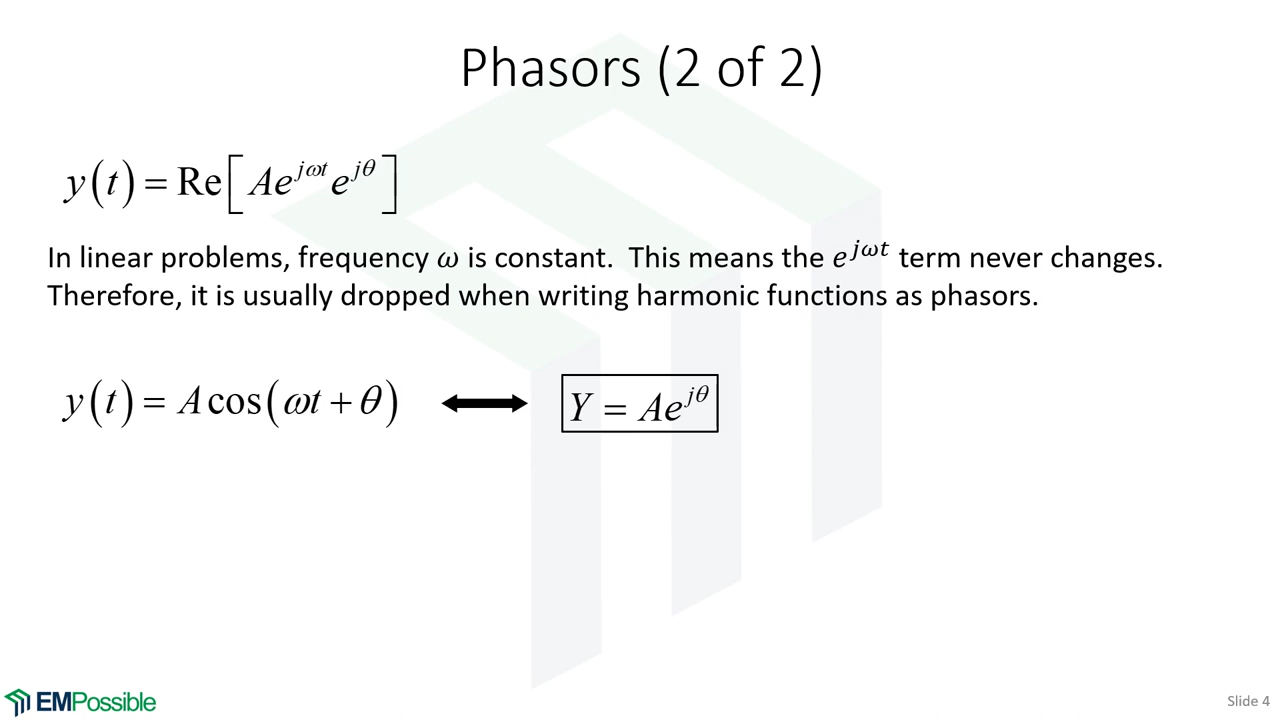 Phasors (2 of 2)
y(t) = Re[Ae^{jωt} e^{jθ}]
In linear problems, frequency ω is constant.  This means the e^{jωt} term never changes.
Therefore, it is usually dropped when writing harmonic functions as phasors.
y(t) = A cos(ωt + θ) ⟷ Y = Ae^{jθ}
EMPossible
Slide 4